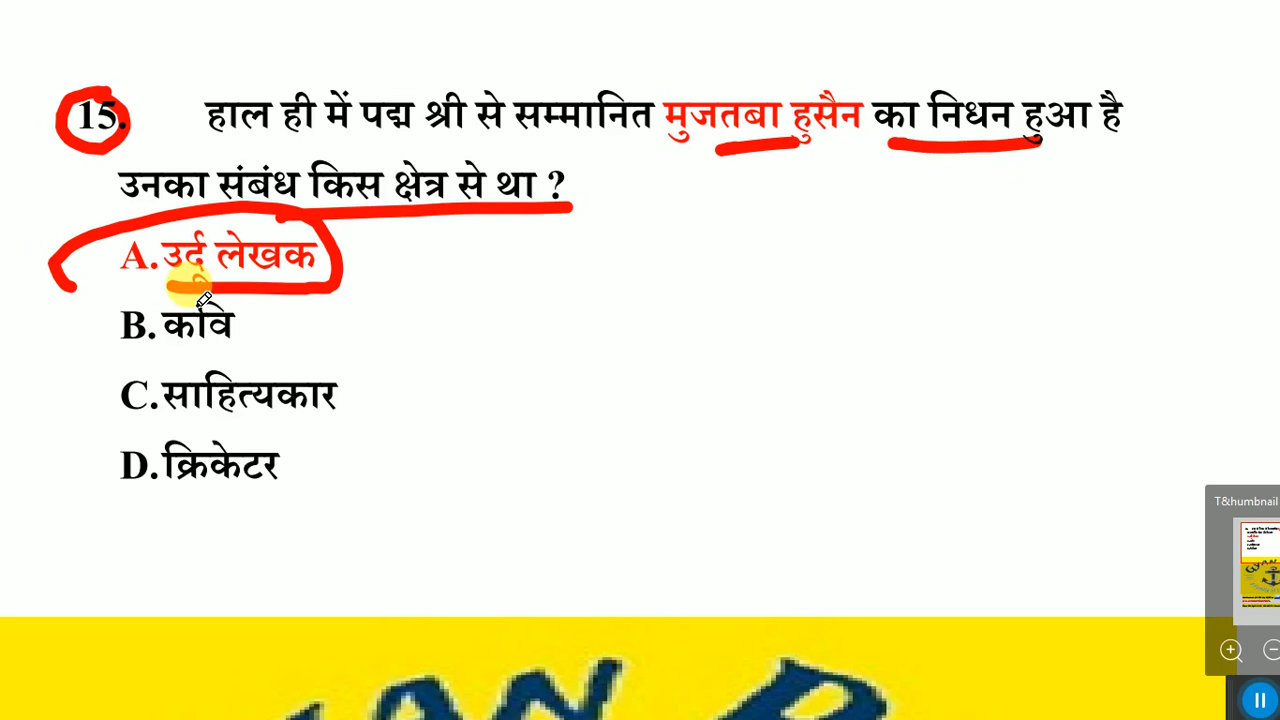 15. हाल ही में पद्म श्री से सम्मानित मुजतबा हुसैन का निधन हुआ है
उनका संबंध किस क्षेत्र से था ?
A. उर्दू लेखक
B. कवि
C. साहित्यकार
D. क्रिकेटर
T&humbnail